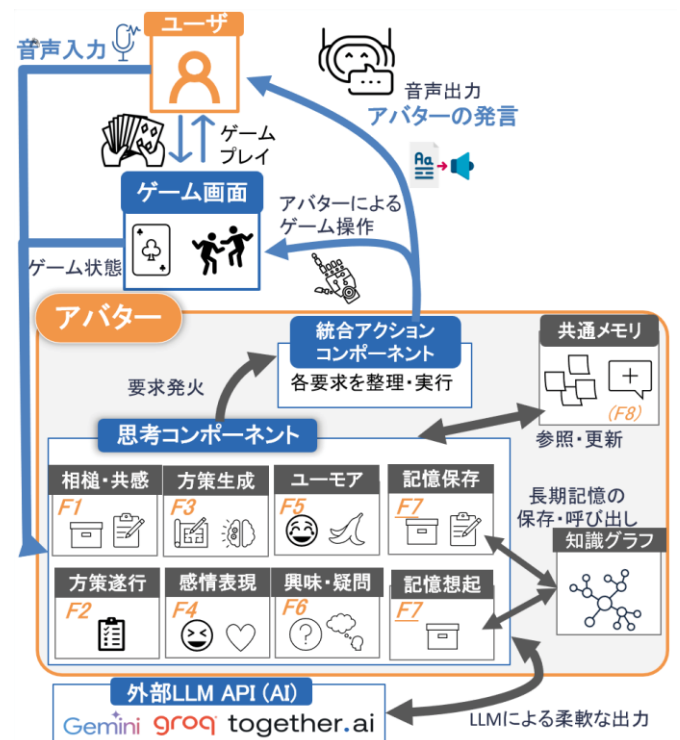 ユーザ
音声入力
音声出力
アバターの発言
Aa
ゲーム
プレイ
ゲーム画面
アバターによる
ゲーム操作
ゲーム状態
アバター
統合アクション
コンポーネント
各要求を整理・実行
共通メモリ
(F8)
参照・更新
要求発火
思考コンポーネント
相槌・共感
F1
方策生成
F3
ユーモア
F5
記憶保存
F7
長期記憶の
保存・呼び出し
知識グラフ
方策遂行
F2
感情表現
F4
興味・疑問
F6
記憶想起
F7
外部LLM API (AI)
Gemini groq together.ai
LLMによる柔軟な出力